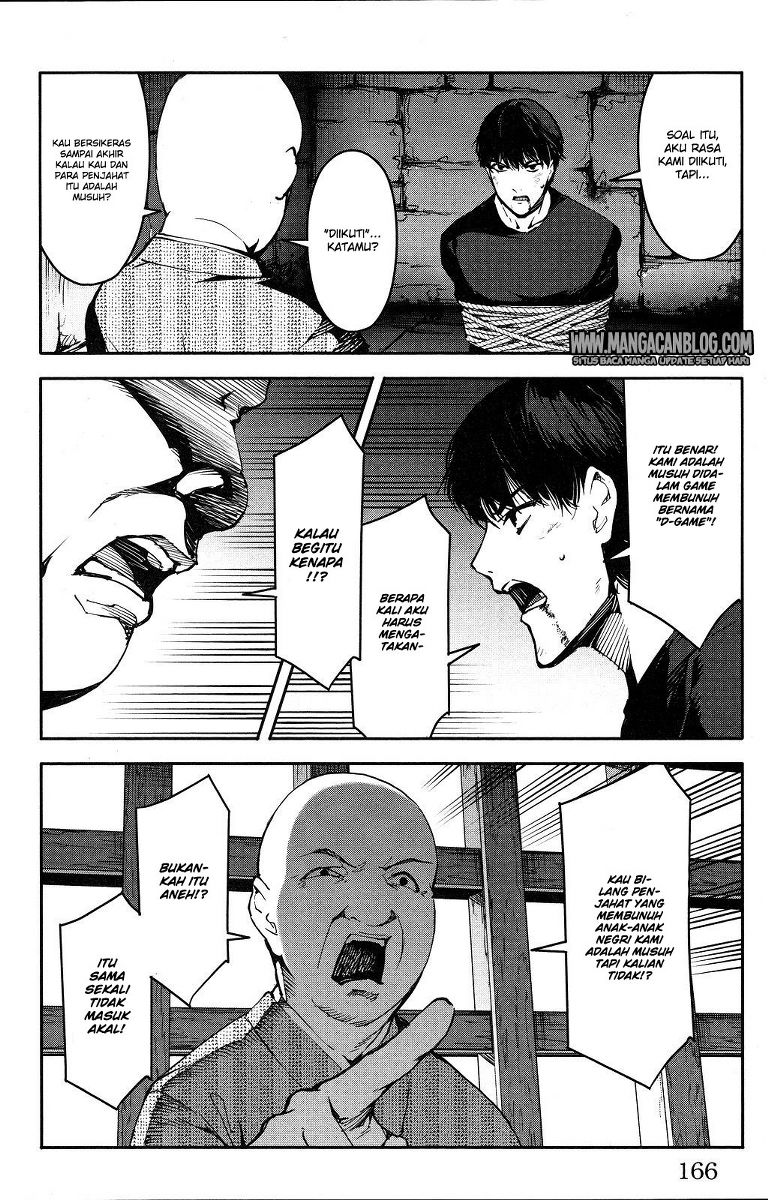 SOAL ITU,
AKU RASA
KAMI DIIKUTI,
TAPI...
"DIIKUTI"...
KATAMU?
KAU BERSIKERAS
SAMPAI AKHIR
KALAU KAU DAN
PARA PENJAHAT
ITU ADALAH
MUSUH?
WWW.MANGACANBLOG.COM
SITUS BACA MANGA UPDATE SETIAP HARI
ITU BENAR!
KAMI ADALAH
MUSUH DIDA-
LAM GAME
MEMBUNUH
BERNAMA
"D-GAME"!
BERAPA
KALI AKU
HARUS
MENGA-
TAKAN-
KALAU
BEGITU
KENAPA
!!?
KAU BI-
LANG PEN-
JAHAT YANG
MEMBUNUH
ANAK-ANAK
NEGRI KAMI
ADALAH MUSUH
TAPI KALIAN
TIDAK!?
BUKAN-
KAH ITU
ANEH!?
ITU
SAMA
SEKALI
TIDAK
MASUK
AKAL!
166